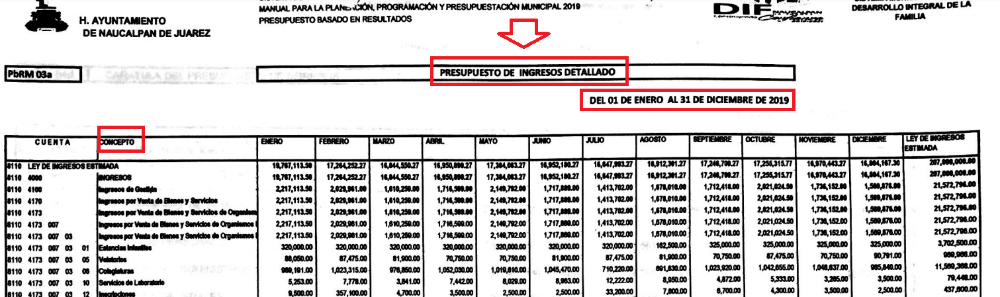 MANUAL PARA LA PLANEACIÓN, PROGRAMACIÓN Y PRESUPUESTACIÓN MUNICIPAL 2019
PRESUPUESTO BASADO EN RESULTADOS
H. AYUNTAMIENTO
DE NAUCALPAN DE JUAREZ
DIF
DESARROLLO INTEGRAL DE LA
FAMILIA
PbRM 03a
PRESUPUESTO DE INGRESOS DETALLADO
DEL 01 DE ENERO AL 31 DE DICIEMBRE DE 2019
CUENTA CONCEPTO ENERO FEBRERO MARZO ABRIL MAYO JUNIO JULIO AGOSTO SEPTIEMBRE OCTUBRE NOVIEMBRE DICIEMBRE LEY DE INGRESOS ESTIMADA
8110 LEY DE INGRESOS ESTIMADA 19,767,113.50 17,264,252.27 16,844,550.27 16,950,890.27 17,384,083.27 16,952,180.27 16,647,993.27 16,912,301.27 17,246,709.27 17,255,315.77 16,970,443.27 16,804,167.30 207,000,000.00
8110 4000 INGRESOS 19,767,113.50 17,264,252.27 16,844,550.27 16,950,890.27 17,384,083.27 16,952,180.27 16,647,993.27 16,912,301.27 17,246,709.27 17,255,315.77 16,970,443.27 16,804,167.30 207,000,000.00
8110 4100 Ingresos de Gestión 2,217,113.50 2,029,961.00 1,610,259.00 1,716,599.00 2,149,792.00 1,717,889.00 1,413,702.00 1,678,010.00 1,712,418.00 2,021,024.50 1,736,152.00 1,569,876.00 21,572,796.00
8110 4170 Ingresos por Venta de Bienes y Servicios 2,217,113.50 2,029,961.00 1,610,259.00 1,716,599.00 2,149,792.00 1,717,889.00 1,413,702.00 1,678,010.00 1,712,418.00 2,021,024.50 1,736,152.00 1,569,876.00 21,572,796.00
8110 4173 Ingresos por Venta de Bienes y Servicios de Organism 2,217,113.50 2,029,961.00 1,610,259.00 1,716,599.00 2,149,792.00 1,717,889.00 1,413,702.00 1,678,010.00 1,712,418.00 2,021,024.50 1,736,152.00 1,569,876.00 21,572,796.00
8110 4173 007 Ingresos por Venta de Bienes y Servicios de Organismos 2,217,113.50 2,029,961.00 1,610,259.00 1,716,599.00 2,149,792.00 1,717,889.00 1,413,702.00 1,678,010.00 1,712,418.00 2,021,024.50 1,736,152.00 1,569,876.00 21,572,796.00
8110 4173 007 03 Ingresos por Venta de Bienes y Servicios de Organismos 2,217,113.50 2,029,961.00 1,610,259.00 1,716,599.00 2,149,792.00 1,717,889.00 1,413,702.00 1,678,010.00 1,712,418.00 2,021,024.50 1,736,152.00 1,569,876.00 21,572,796.00
8110 4173 007 03 01 Estancias Infantiles 320,000.00 320,000.00 320,000.00 320,000.00 320,000.00 320,000.00 320,000.00 162,500.00 325,000.00 325,000.00 325,000.00 325,000.00 3,702,500.00
8110 4173 007 03 05 Velatorios 88,050.00 87,475.00 81,900.00 70,750.00 70,750.00 81,900.00 87,475.00 81,900.00 70,750.00 87,475.00 70,750.00 90,791.00 969,966.00
8110 4173 007 03 08 Colegiaturas 969,191.00 1,023,315.00 976,850.00 1,052,030.00 1,019,610.00 1,045,470.00 710,220.00 691,830.00 1,023,920.00 1,042,655.00 1,048,637.00 965,840.00 11,569,368.00
8110 4173 007 03 10 Servicios de Laboratorio 5,253.00 7,778.00 3,841.00 7,442.00 8,029.00 8,963.00 12,222.00 8,950.00 4,872.00 5,333.00 3,265.00 3,500.00 79,448.00
8110 4173 007 03 12 Inscripciones 9,500.00 357,100.00 4,700.00 3,500.00 2,500.00 2,500.00 33,200.00 7,600.00 6,700.00 4,300.00 3,500.00 2,500.00 437,600.00